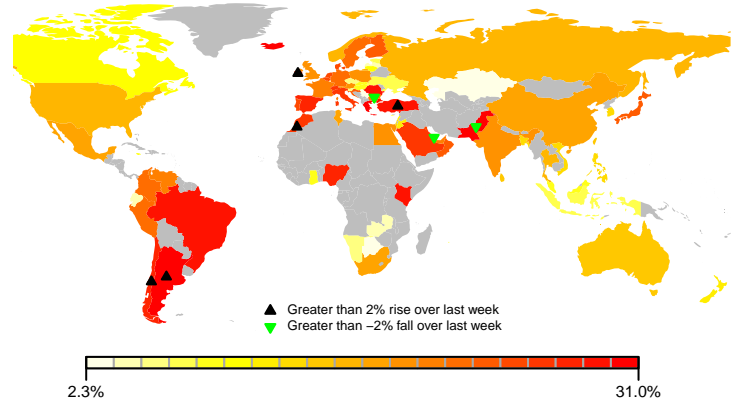 Greater than 2% rise over last week
Greater than −2% fall over last week
2.3%
31.0%